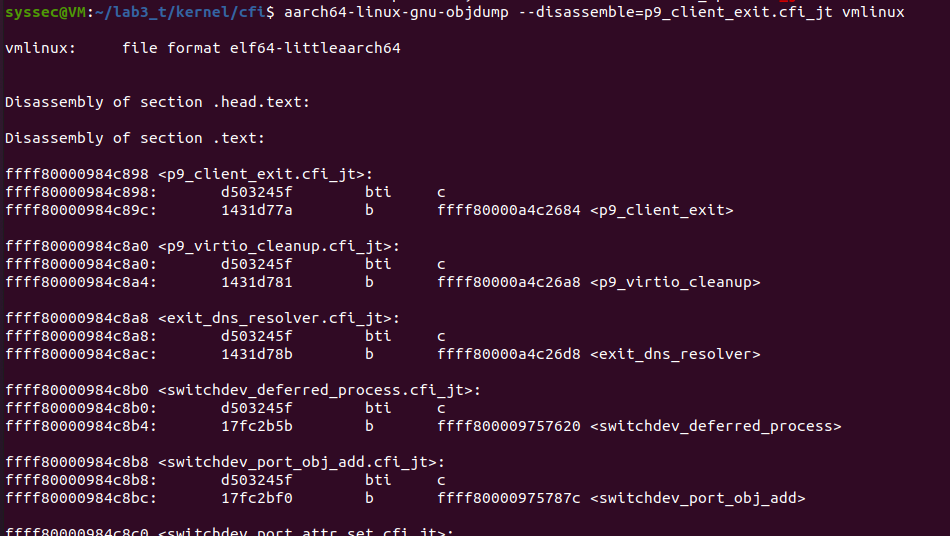 syssec@VM:~/lab3_t/kernel/cfi$ aarch64-linux-gnu-objdump --disassemble=p9_client_exit.cfi_jt vmlinux
vmlinux:     file format elf64-littleaarch64
Disassembly of section .head.text:
Disassembly of section .text:
ffff80000984c898 <p9_client_exit.cfi_jt>:
ffff80000984c898:       d503245f        bti     c
ffff80000984c89c:       1431d77a        b       ffff80000a4c2684 <p9_client_exit>
ffff80000984c8a0 <p9_virtio_cleanup.cfi_jt>:
ffff80000984c8a0:       d503245f        bti     c
ffff80000984c8a4:       1431d781        b       ffff80000a4c26a8 <p9_virtio_cleanup>
ffff80000984c8a8 <exit_dns_resolver.cfi_jt>:
ffff80000984c8a8:       d503245f        bti     c
ffff80000984c8ac:       1431d78b        b       ffff80000a4c26d8 <exit_dns_resolver>
ffff80000984c8b0 <switchdev_deferred_process.cfi_jt>:
ffff80000984c8b0:       d503245f        bti     c
ffff80000984c8b4:       17fc2b5b        b       ffff800009757620 <switchdev_deferred_process>
ffff80000984c8b8 <switchdev_port_obj_add.cfi_jt>:
ffff80000984c8b8:       d503245f        bti     c
ffff80000984c8bc:       17fc2bf0        b       ffff80000975787c <switchdev_port_obj_add>
ffff80000984c8c0 <switchdev_port_attr_set.cfi_jt>: